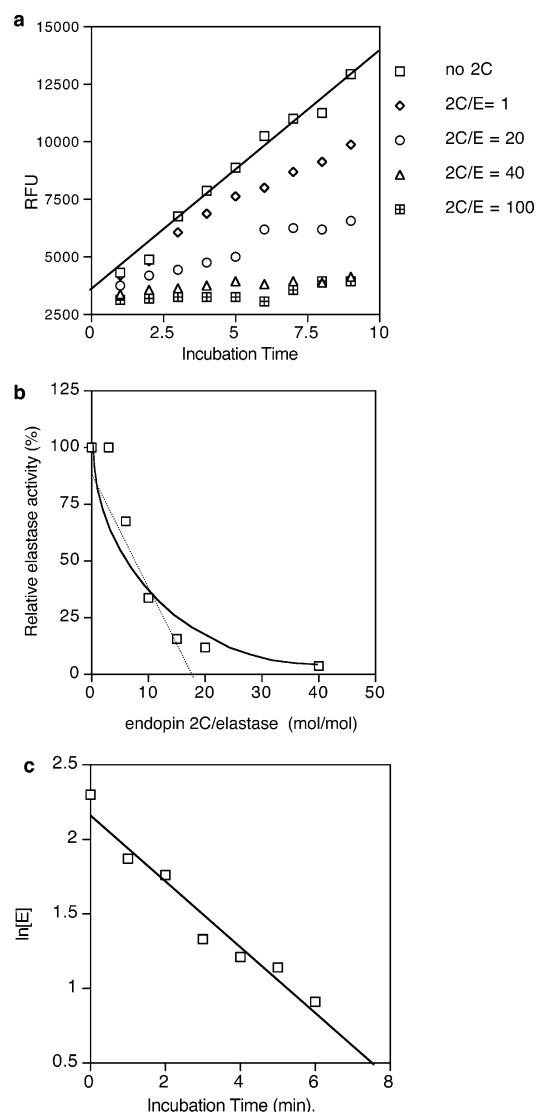 a
15000
12500
10000
7500
5000
2500
RFU
0 2.5 5 7.5 10
Incubation Time
no 2C
2C/E= 1
2C/E = 20
2C/E = 40
2C/E = 100
b
125
100
75
50
25
0
Relative elastase activity (%)
0 10 20 30 40 50
endopin 2C/elastase (mol/mol)
c
2.5
2
1.5
1
0.5
ln[E]
0 2 4 6 8
Incubation Time (min).